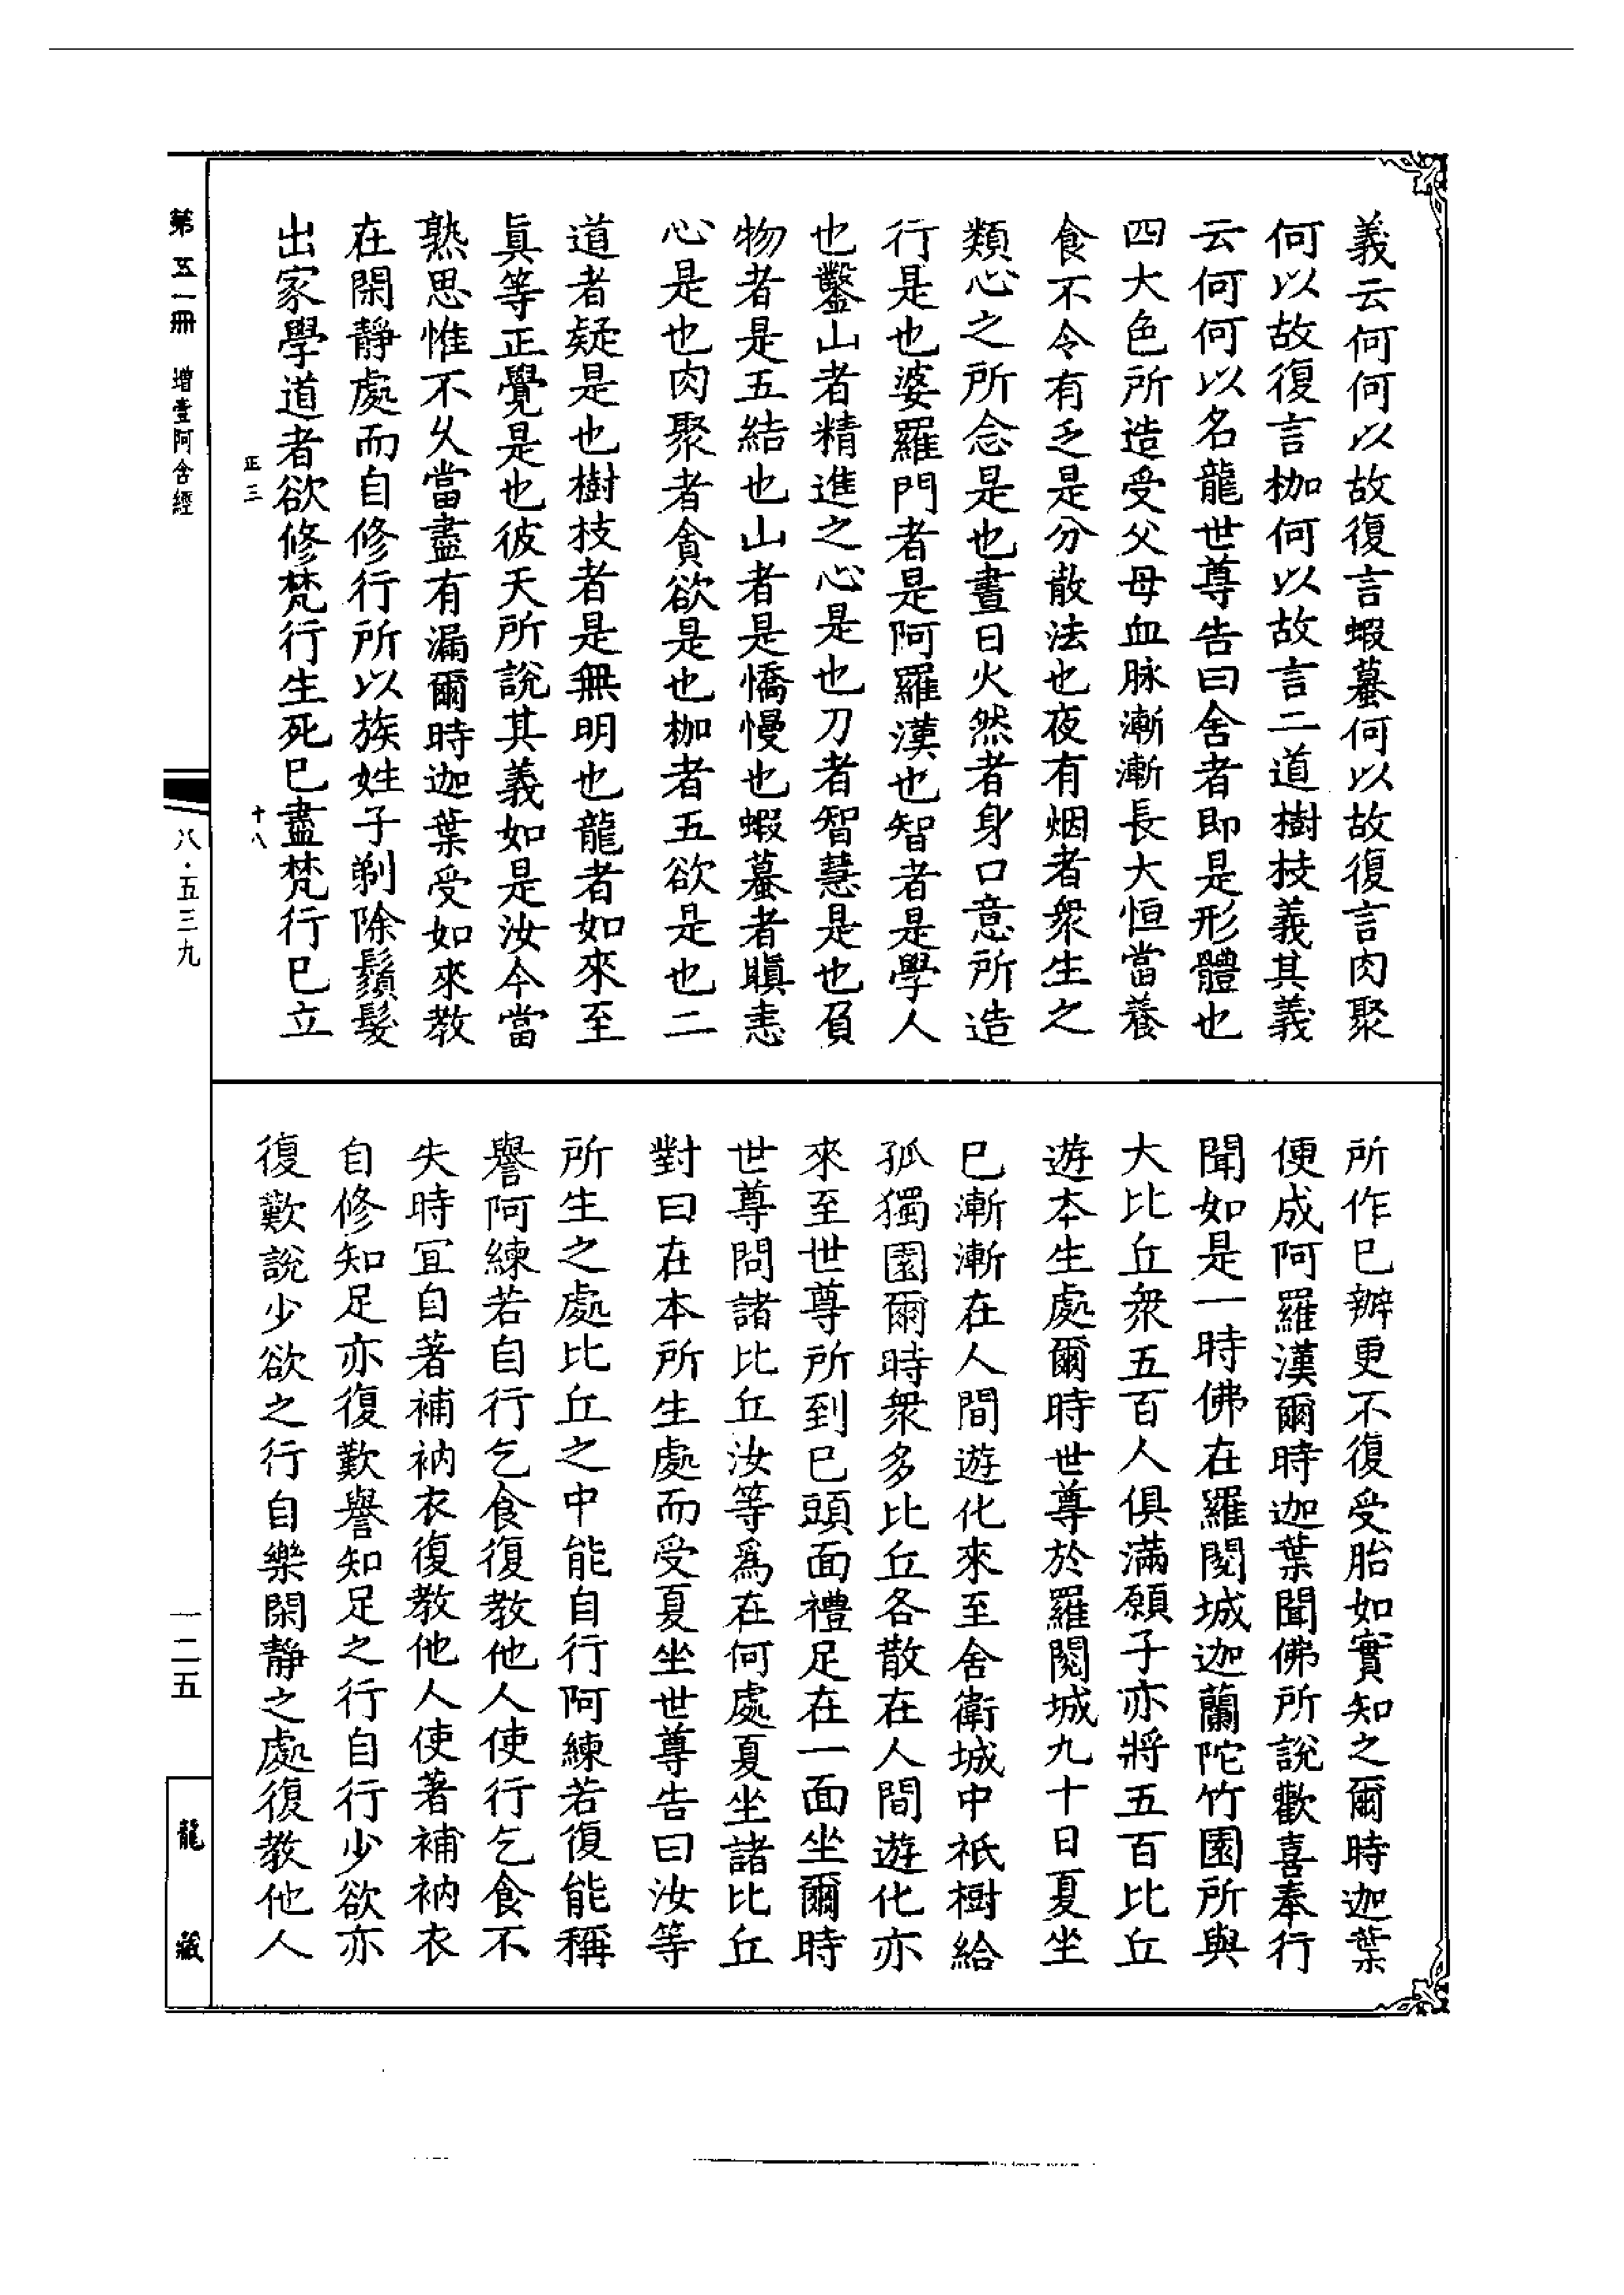 義云何何以故復言蝦蟇何以故復言肉聚
何以故復言枷何以故言二道樹枝義其義
云何何以名龍世尊告曰舍者即是形體也
四大色所造受父母血脉漸漸長大恒當養
食不令有乏是分散法也夜有烟者衆生之
類心之所念是也晝日火然者身口意所造
行是也婆羅門者是阿羅漢也智者是學人
也鑿山者精進之心是也刀者智慧是也負
物者是五結也山者是憍慢也蝦蟇者瞋恚
心是也肉聚者貪欲是也枷者五欲是也二
道者疑是也樹枝者是無明也龍者如來至
眞等正覺是也彼天所說其義如是汝今當
熟思惟不久當盡有漏爾時迦葉受如來教
在閑靜處而自修行所以族姓子剃除鬚髮
出家學道者欲修梵行生死已盡梵行已立
所作已辦更不復受胎如實知之爾時迦葉
便成阿羅漢爾時迦葉聞佛所說歡喜奉行
聞如是一時佛在羅閱城迦蘭陀竹園所與
大比丘衆五百人俱滿願子亦將五百比丘
遊本生處爾時世尊於羅閱城九十日夏坐
已漸漸在人間遊化來至舍衛城中祇樹給
孤獨園爾時衆多比丘各散在人間遊化亦
來至世尊所到已頭面禮足在一面坐爾時
世尊問諸比丘汝等爲在何處夏坐諸比丘
對曰在本所生處而受夏坐世尊告曰汝等
所生之處比丘之中能自行阿練若復能稱
譽阿練若自行乞食復教他人使行乞食不
失時宜自著補衲衣復教他人使著補衲衣
自修知足亦復歎譽知足之行自行少欲亦
復歎說少欲之行自樂閑靜之處復教他人
正三
十八
第五一冊 增壹阿含經
八·五三九
一二五
龍藏